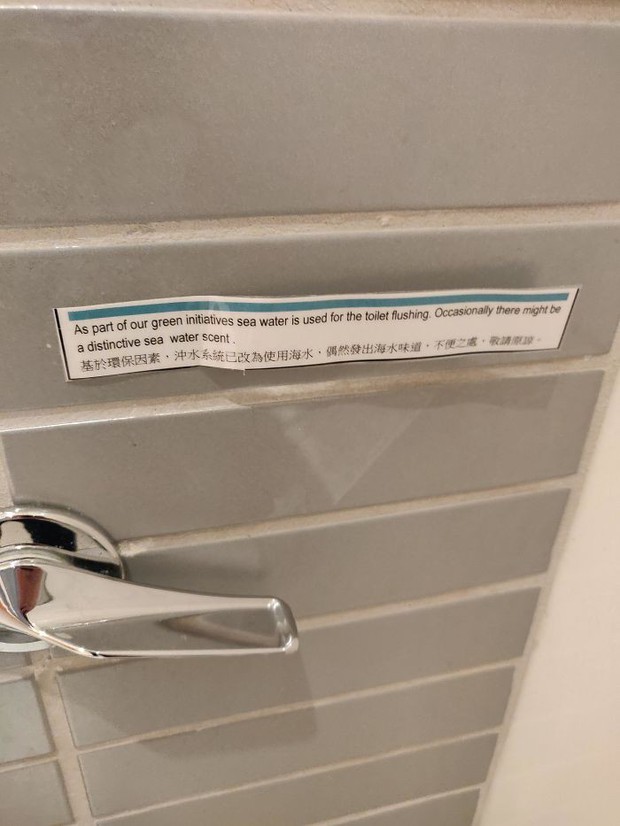 As part of our green initiatives sea water is used for the toilet flushing. Occasionally there might be
a distinctive sea water scent .
基於環保因素，沖水系統已改為使用海水，偶然發出海水味道，不便之處，敬請原諒。